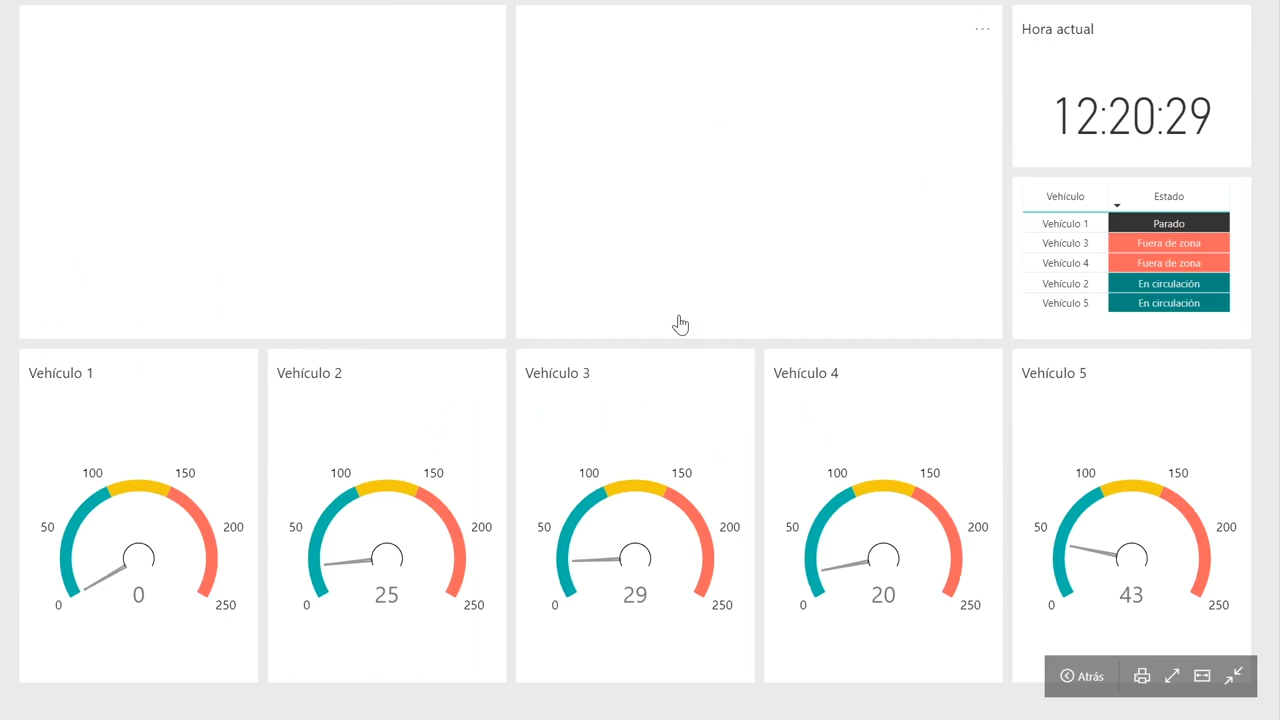 ...
Hora actual
12:20:29
Vehículo Estado
Vehículo 1 Parado
Vehículo 3 Fuera de zona
Vehículo 4 Fuera de zona
Vehículo 2 En circulación
Vehículo 5 En circulación
Vehículo 1
0
50
100
150
200
250
0
Vehículo 2
0
50
100
150
200
250
25
Vehículo 3
0
50
100
150
200
250
29
Vehículo 4
0
50
100
150
200
250
20
Vehículo 5
0
50
100
150
200
250
43
Atrás